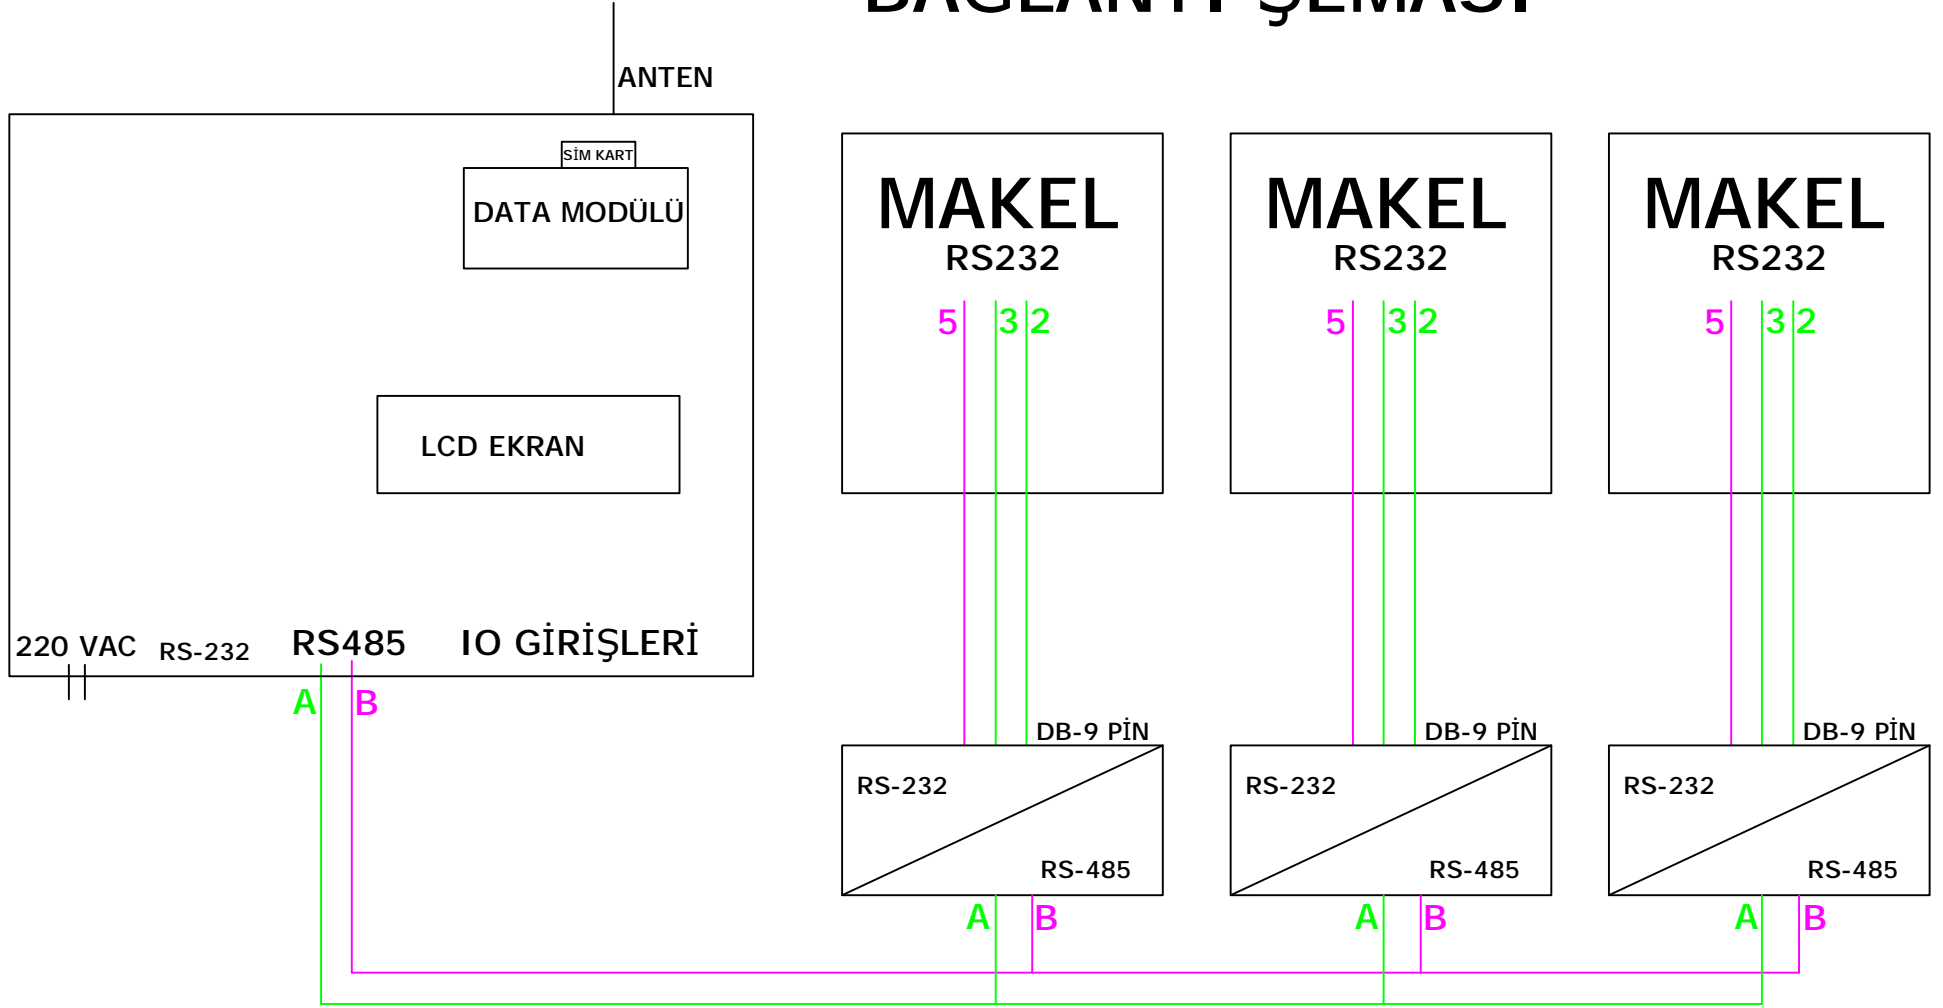 BAĞLANTI ŞEMASI
ANTEN
SİM KART
DATA MODÜLÜ
LCD EKRAN
220 VAC
RS-232
RS485
IO GİRİŞLERİ
A
B
MAKEL
RS232
5
3
2
DB-9 PİN
RS-232
RS-485
A
B
MAKEL
RS232
5
3
2
DB-9 PİN
RS-232
RS-485
A
B
MAKEL
RS232
5
3
2
DB-9 PİN
RS-232
RS-485
A
B